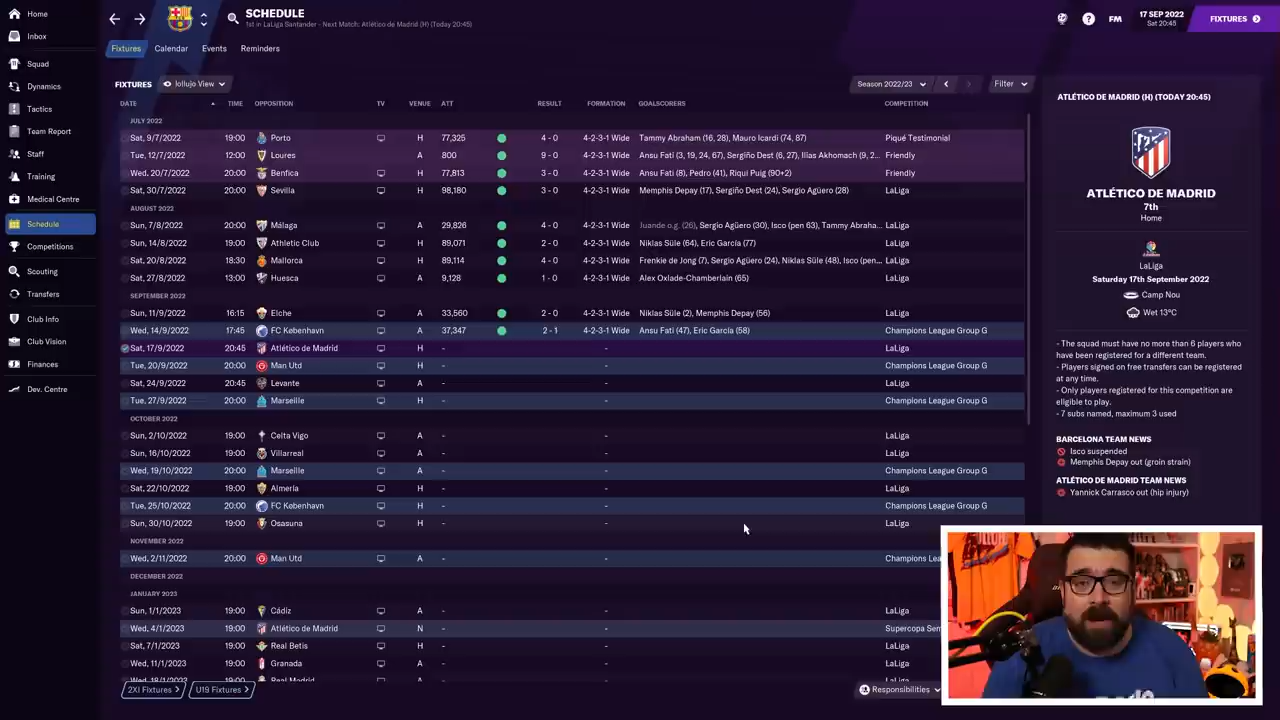 Home
Inbox
Squad
Dynamics
Tactics
Team Report
Staff
Training
Medical Centre
Schedule
Competitions
Scouting
Transfers
Club Info
Club Vision
Finances
Dev. Centre
SCHEDULE
1st in LaLiga Santander - Next Match: Atlético de Madrid (H) (Today 20:45)
FM
17 SEP 2022
Sat 20:45
FIXTURES
Fixtures Calendar Events Reminders
FIXTURES lollujo View Season 2022/23 Filter
DATE TIME OPPOSITION TV VENUE ATT RESULT FORMATION GOALSCORERS COMPETITION
JULY 2022
Sat, 9/7/2022 19:00 Porto H 77,325 4 - 0 4-2-3-1 Wide Tammy Abraham (16, 28), Mauro Icardi (74, 87) Piqué Testimonial
Tue, 12/7/2022 12:00 Loures A 800 9 - 0 4-2-3-1 Wide Ansu Fati (3, 19, 24, 67), Sergiño Dest (6, 27), Ilias Akhomach (9, 2... Friendly
Wed, 20/7/2022 20:00 Benfica H 77,813 3 - 0 4-2-3-1 Wide Ansu Fati (8), Pedro (41), Riqui Puig (90+2) Friendly
Sat, 30/7/2022 20:00 Sevilla H 98,180 3 - 0 4-2-3-1 Wide Memphis Depay (17), Sergiño Dest (24), Sergio Agüero (28) LaLiga
AUGUST 2022
Sun, 7/8/2022 20:00 Málaga A 29,826 4 - 0 4-2-3-1 Wide Juande o.g. (26), Sergio Agüero (30), Isco (pen 63), Tammy Abraha... LaLiga
Sun, 14/8/2022 19:00 Athletic Club H 89,071 2 - 0 4-2-3-1 Wide Niklas Süle (64), Eric García (77) LaLiga
Sat, 20/8/2022 18:30 Mallorca H 89,114 4 - 0 4-2-3-1 Wide Frenkie de Jong (7), Sergio Agüero (24), Niklas Süle (48), Isco (pen... LaLiga
Sat, 27/8/2022 13:00 Huesca A 9,128 1 - 0 4-2-3-1 Wide Alex Oxlade-Chamberlain (65) LaLiga
SEPTEMBER 2022
Sun, 11/9/2022 16:15 Elche A 33,560 2 - 0 4-2-3-1 Wide Niklas Süle (2), Memphis Depay (56) LaLiga
Wed, 14/9/2022 17:45 FC København A 37,347 2 - 1 4-2-3-1 Wide Ansu Fati (47), Eric García (58) Champions League Group G
Sat, 17/9/2022 20:45 Atlético de Madrid H - - LaLiga
Tue, 20/9/2022 20:00 Man Utd H - - Champions League Group G
Sat, 24/9/2022 20:45 Levante A - - LaLiga
Tue, 27/9/2022 20:00 Marseille H - - Champions League Group G
OCTOBER 2022
Sun, 2/10/2022 19:00 Celta Vigo A - - LaLiga
Sun, 16/10/2022 19:00 Villarreal A - - LaLiga
Wed, 19/10/2022 20:00 Marseille A - - Champions League Group G
Sat, 22/10/2022 19:00 Almería H - - LaLiga
Tue, 25/10/2022 20:00 FC København H - - Champions League Group G
Sun, 30/10/2022 19:00 Osasuna H - - LaLiga
NOVEMBER 2022
Wed, 2/11/2022 20:00 Man Utd A - - Champions Le
DECEMBER 2022
JANUARY 2023
Sun, 1/1/2023 19:00 Cádiz A - - LaLiga
Wed, 4/1/2023 19:00 Atlético de Madrid N - - Supercopa Sem
Sat, 7/1/2023 19:00 Real Betis H - - LaLiga
Wed, 11/1/2023 19:00 Granada A - - LaLiga
Wed, 18/1/2023 19:00 Real Madrid A LaLiga
2XI Fixtures U19 Fixtures Responsibilities
ATLÉTICO DE MADRID (H) (TODAY 20:45)
ATLÉTICO DE MADRID
7th
Home
LaLiga
Saturday 17th September 2022
Camp Nou
Wet 13°C
- The squad must have no more than 6 players who
have been registered for a different team.
- Players signed on free transfers can be registered
at any time.
- Only players registered for this competition are
eligible to play.
- 7 subs named, maximum 3 used
BARCELONA TEAM NEWS
Isco suspended
Memphis Depay out (groin strain)
ATLÉTICO DE MADRID TEAM NEWS
Yannick Carrasco out (hip injury)